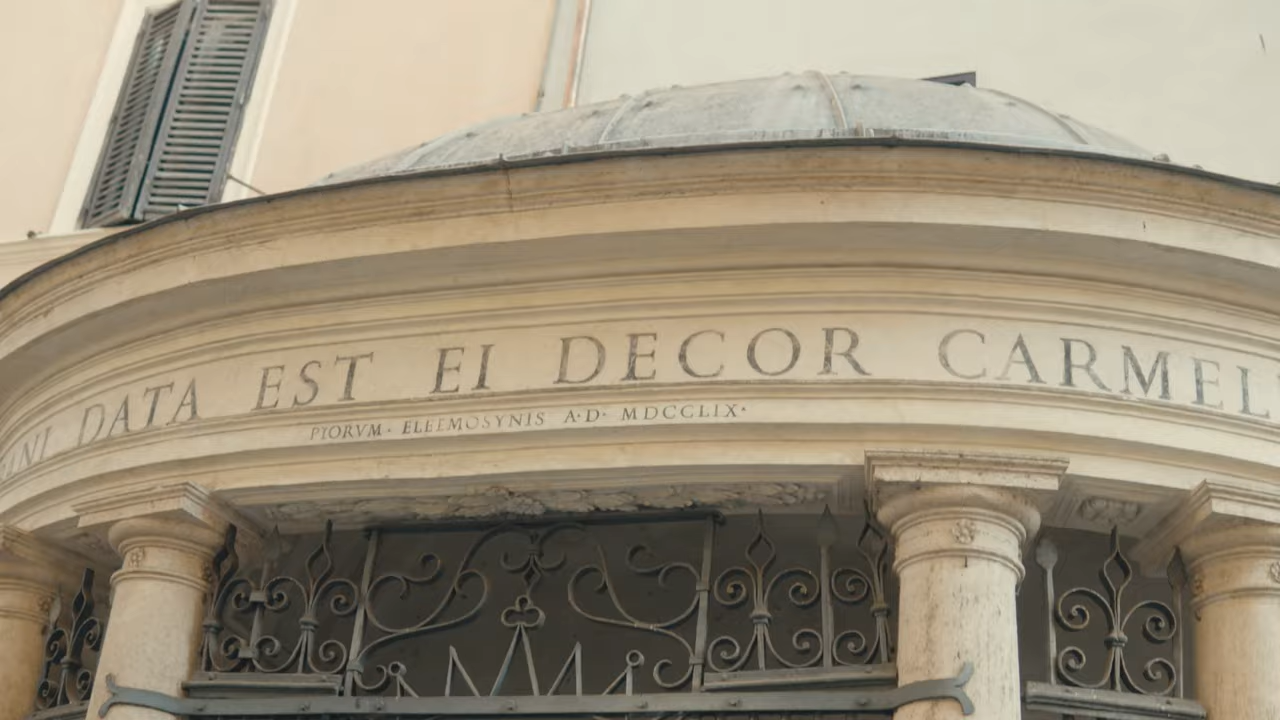 DATA EST EI DECOR CARMEL
PIORVM · ELEEMOSYNIS A·D· MDCCLIX·